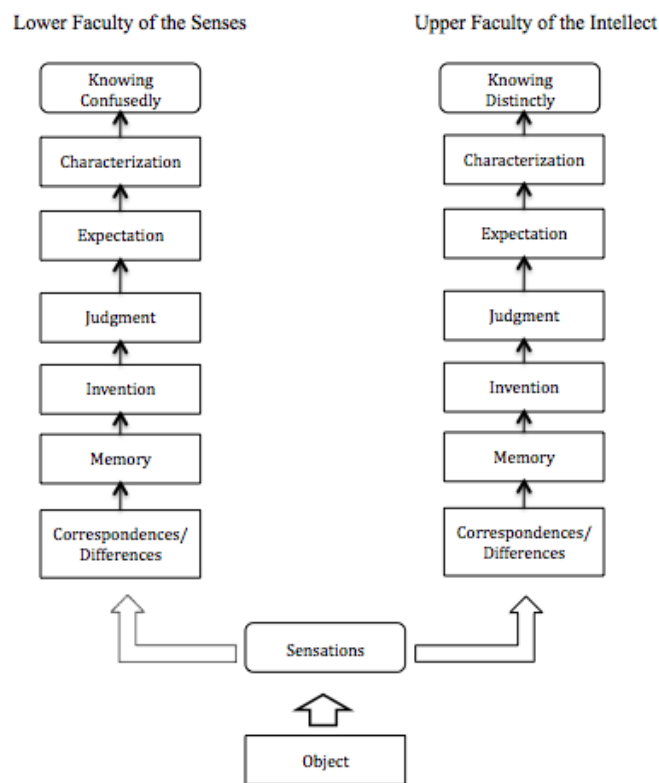 Lower Faculty of the Senses
Upper Faculty of the Intellect
Knowing
Confusedly
Characterization
Expectation
Judgment
Invention
Memory
Correspondences/
Differences
Knowing
Distinctly
Characterization
Expectation
Judgment
Invention
Memory
Correspondences/
Differences
Sensations
Object